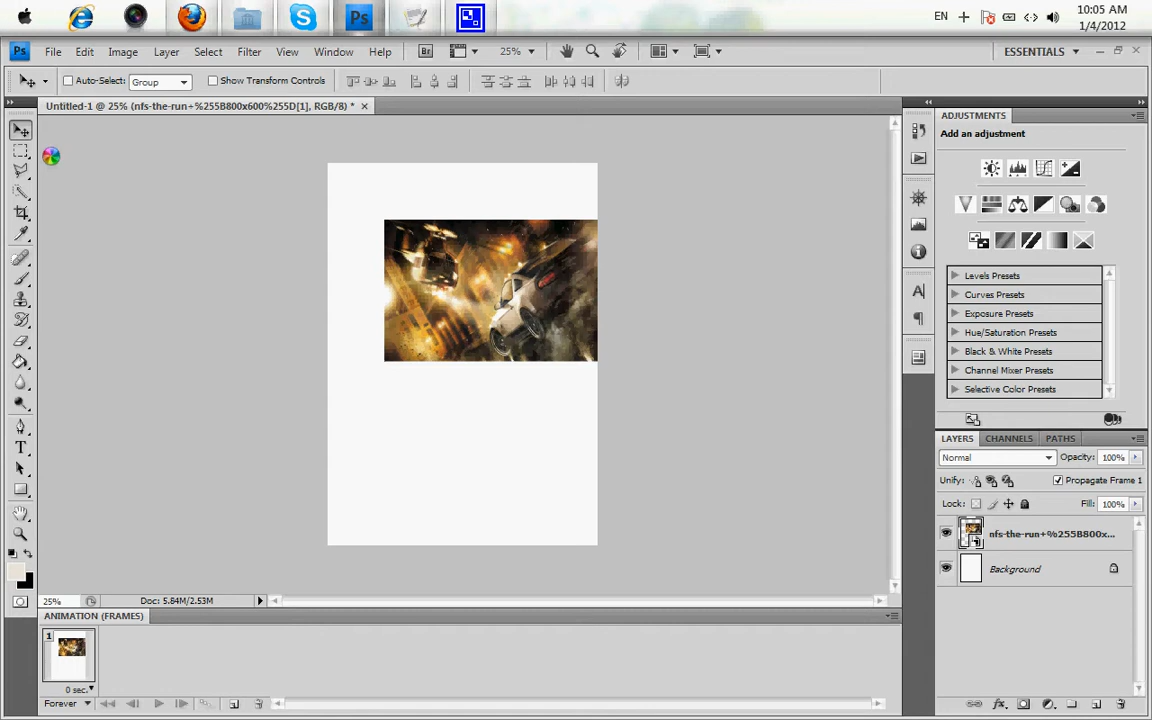 EN
10:05 AM
1/4/2012
Ps
File Edit Image Layer Select Filter View Window Help
Br
25%
ESSENTIALS
Auto-Select: Group
Show Transform Controls
Untitled-1 @ 25% (nfs-the-run+%255B800x600%255D[1], RGB/8) *
ADJUSTMENTS
Add an adjustment
Levels Presets
Curves Presets
Exposure Presets
Hue/Saturation Presets
Black & White Presets
Channel Mixer Presets
Selective Color Presets
LAYERS CHANNELS PATHS
Normal Opacity: 100%
Unify: Propagate Frame 1
Lock: Fill: 100%
nfs-the-run+%255B800x...
Background
25% Doc: 5.84M/2.53M
ANIMATION (FRAMES)
1
0 sec.
Forever